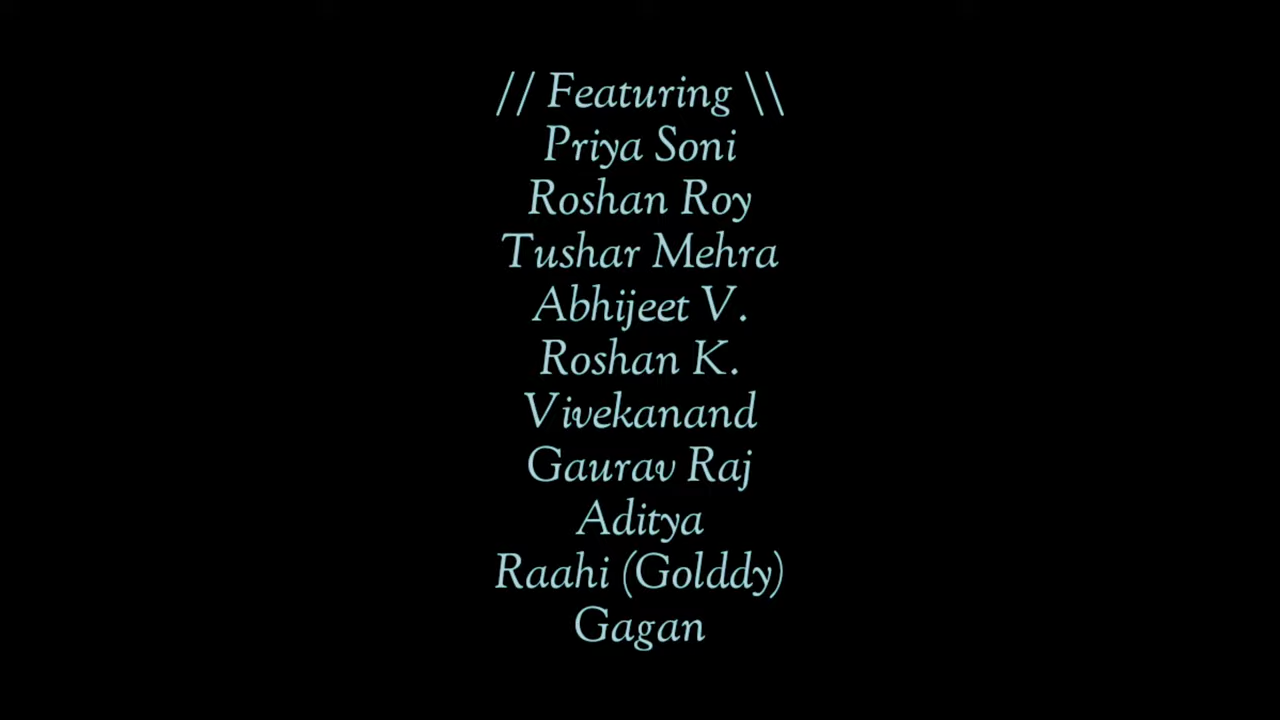 // Featuring \\
Priya Soni
Roshan Roy
Tushar Mehra
Abhijeet V.
Roshan K.
Vivekanand
Gaurav Raj
Aditya
Raahi (Golddy)
Gagan